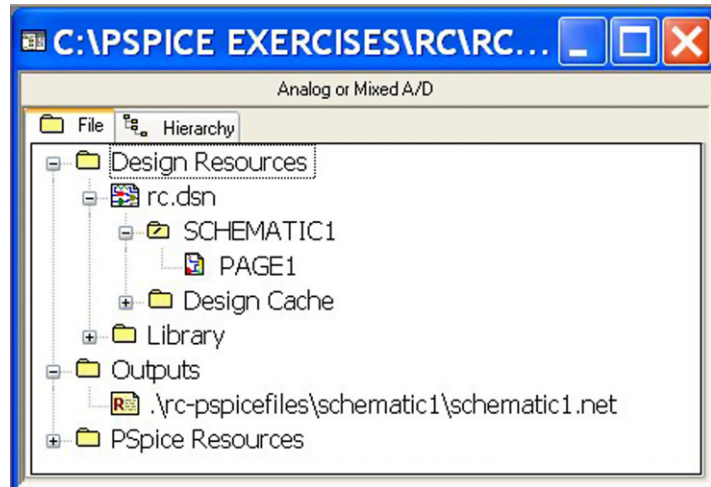 C:\PSPICE EXERCISES\RC\RC...
Analog or Mixed A/D
File Hierarchy
Design Resources
rc.dsn
SCHEMATIC1
PAGE1
Design Cache
Library
Outputs
.\rc-pspicefiles\schematic1\schematic1.net
PSpice Resources